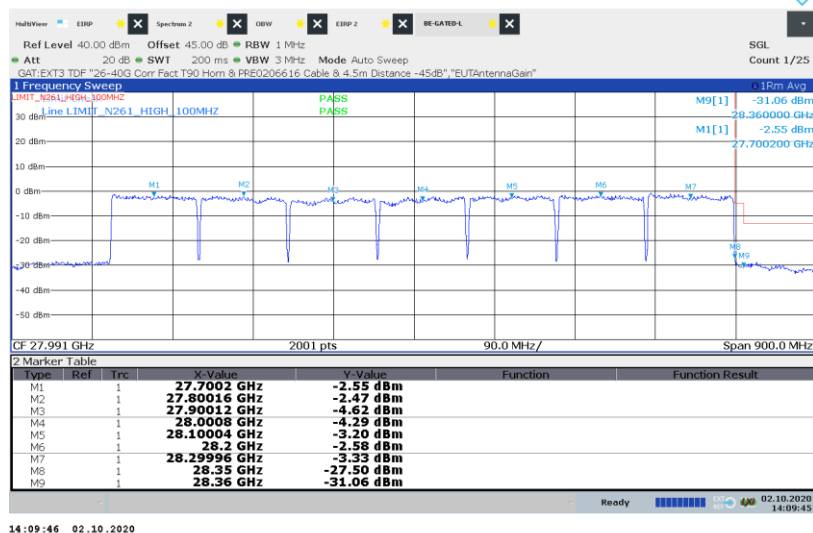 MultiView EIRP Spectrum 2 OBW EIRP 2 BE-GATED-L
Ref Level 40.00 dBm Offset 45.00 dB RBW 1 MHz SGL
Att 20 dB SWT 200 ms VBW 3 MHz Mode Auto Sweep Count 1/25
GAT:EXT3 TDF "26-40G Corr Fact T90 Horn & PRE0206616 Cable & 4.5m Distance -45dB","EUTAntennaGain"
1 Frequency Sweep 1Rm Avg
LIMIT_N261_HIGH_100MHZ PASS M9[1] -31.06 dBm
Line LIMIT_N261_HIGH_100MHZ PASS 28.360000 GHz
30 dBm
M1[1] -2.55 dBm
27.700200 GHz
20 dBm
10 dBm
0 dBm
M1 M2 M3 M4 M5 M6 M7
-10 dBm
-20 dBm
M8
M9
-30 dBm
-40 dBm
-50 dBm
CF 27.991 GHz 2001 pts 90.0 MHz/ Span 900.0 MHz
2 Marker Table
Type Ref Trc X-Value Y-Value Function Function Result
M1 1 27.7002 GHz -2.55 dBm
M2 1 27.80016 GHz -2.47 dBm
M3 1 27.90012 GHz -4.62 dBm
M4 1 28.0008 GHz -4.29 dBm
M5 1 28.10004 GHz -3.20 dBm
M6 1 28.2 GHz -2.58 dBm
M7 1 28.29996 GHz -3.33 dBm
M8 1 28.35 GHz -27.50 dBm
M9 1 28.36 GHz -31.06 dBm
Ready EXT REF 02.10.2020
14:09:45
14:09:46 02.10.2020